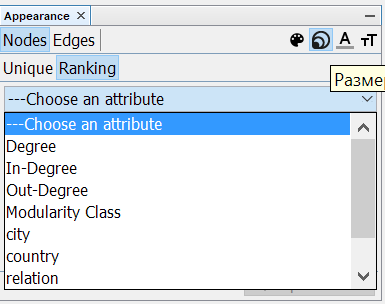 Appearance ×
Nodes Edges
Unique Ranking
Размер
---Choose an attribute
---Choose an attribute
Degree
In-Degree
Out-Degree
Modularity Class
city
country
relation